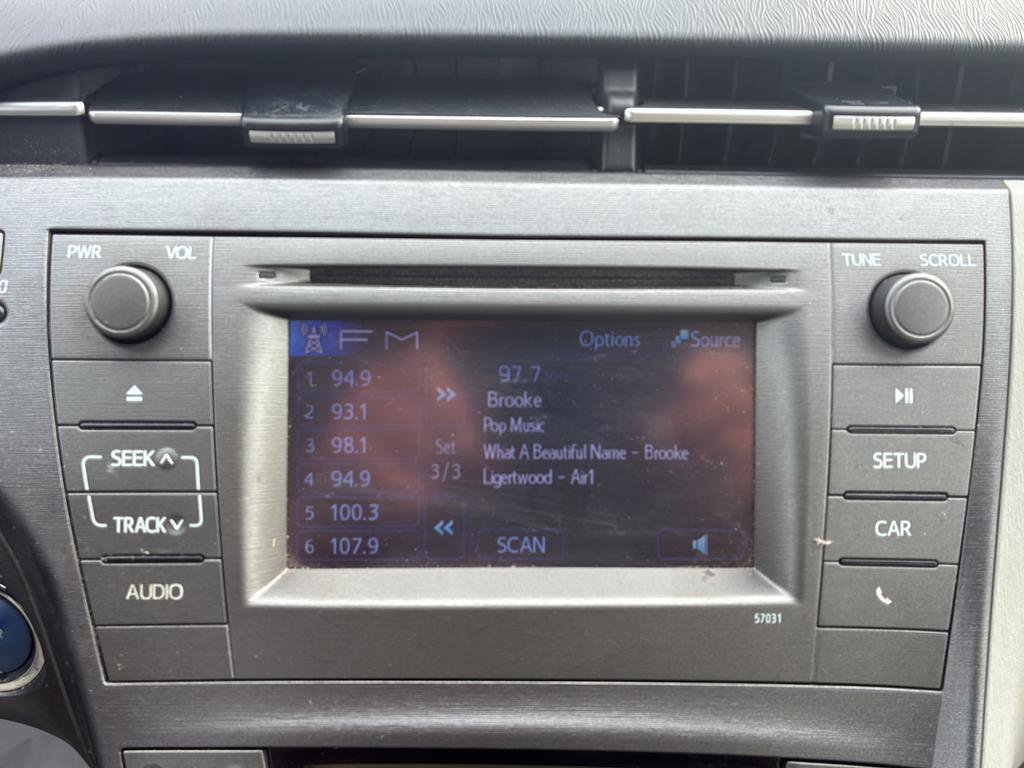 PWR VOL
TUNE SCROLL
FM
Options
Source
1 94.9
2 93.1
3 98.1
4 94.9
5 100.3
6 107.9
Set
3/3
97.7
Brooke
Pop Music
What A Beautiful Name - Brooke
Ligertwood - Air1
SCAN
SEEK
TRACK
AUDIO
SETUP
CAR
57031